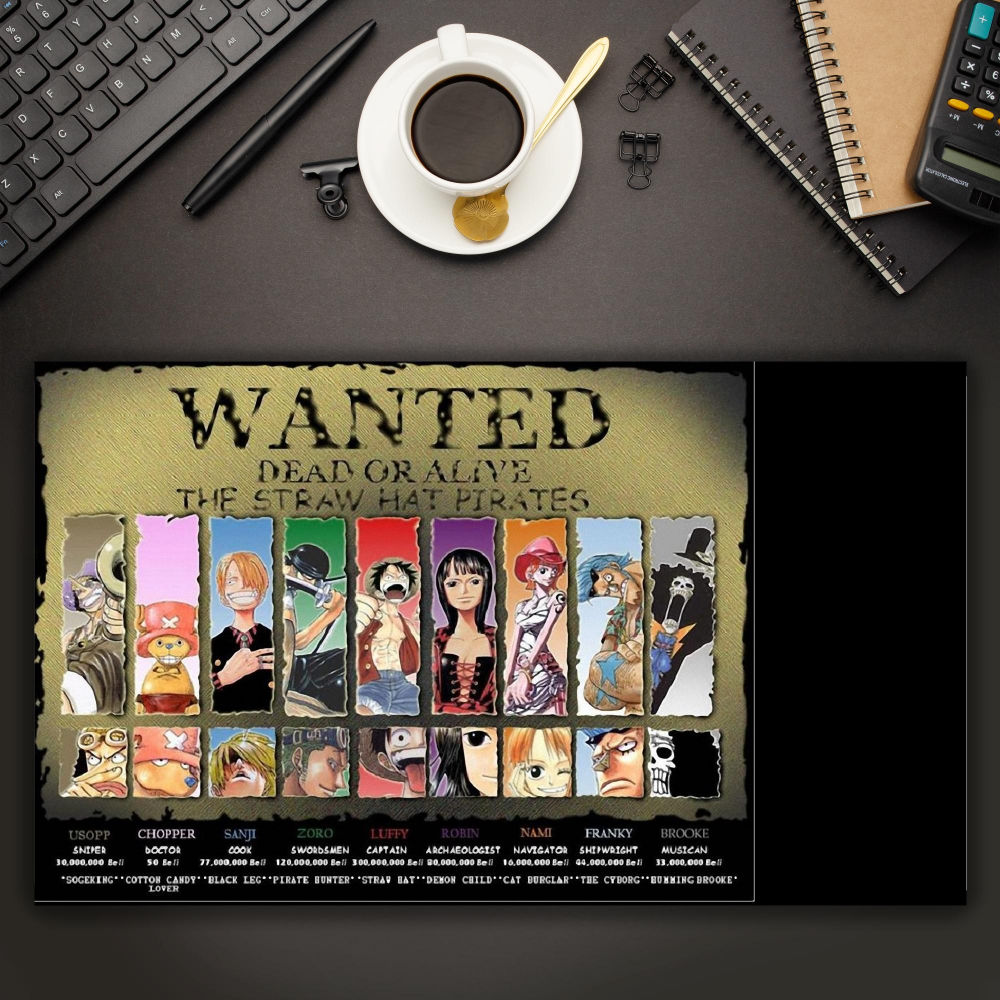 WANTED
DEAD OR ALIVE
THE STRAW HAT PIRATES
USOPP CHOPPER SANJI ZORO LUFFY ROBIN NAMI FRANKY BROOKE
SNIPER DOCTOR COOK SWORDSMEN CAPTAIN ARCHAEOLOGIST NAVIGATOR SHIPWRIGHT MUSICAN
30,000,000 Beli 50 Beli 77,000,000 Beli 120,000,000 Beli 300,000,000 Beli 80,000,000 Beli 16,000,000 Beli 44,000,000 Beli 33,000,000 Beli
"SOGEKING" "COTTON CANDY LOVER" "BLACK LEG" "PIRATE HUNTER" "STRAW HAT" "DEMON CHILD" "CAT BURGLAR" "THE CYBORG" "HUMMING BROOKE"